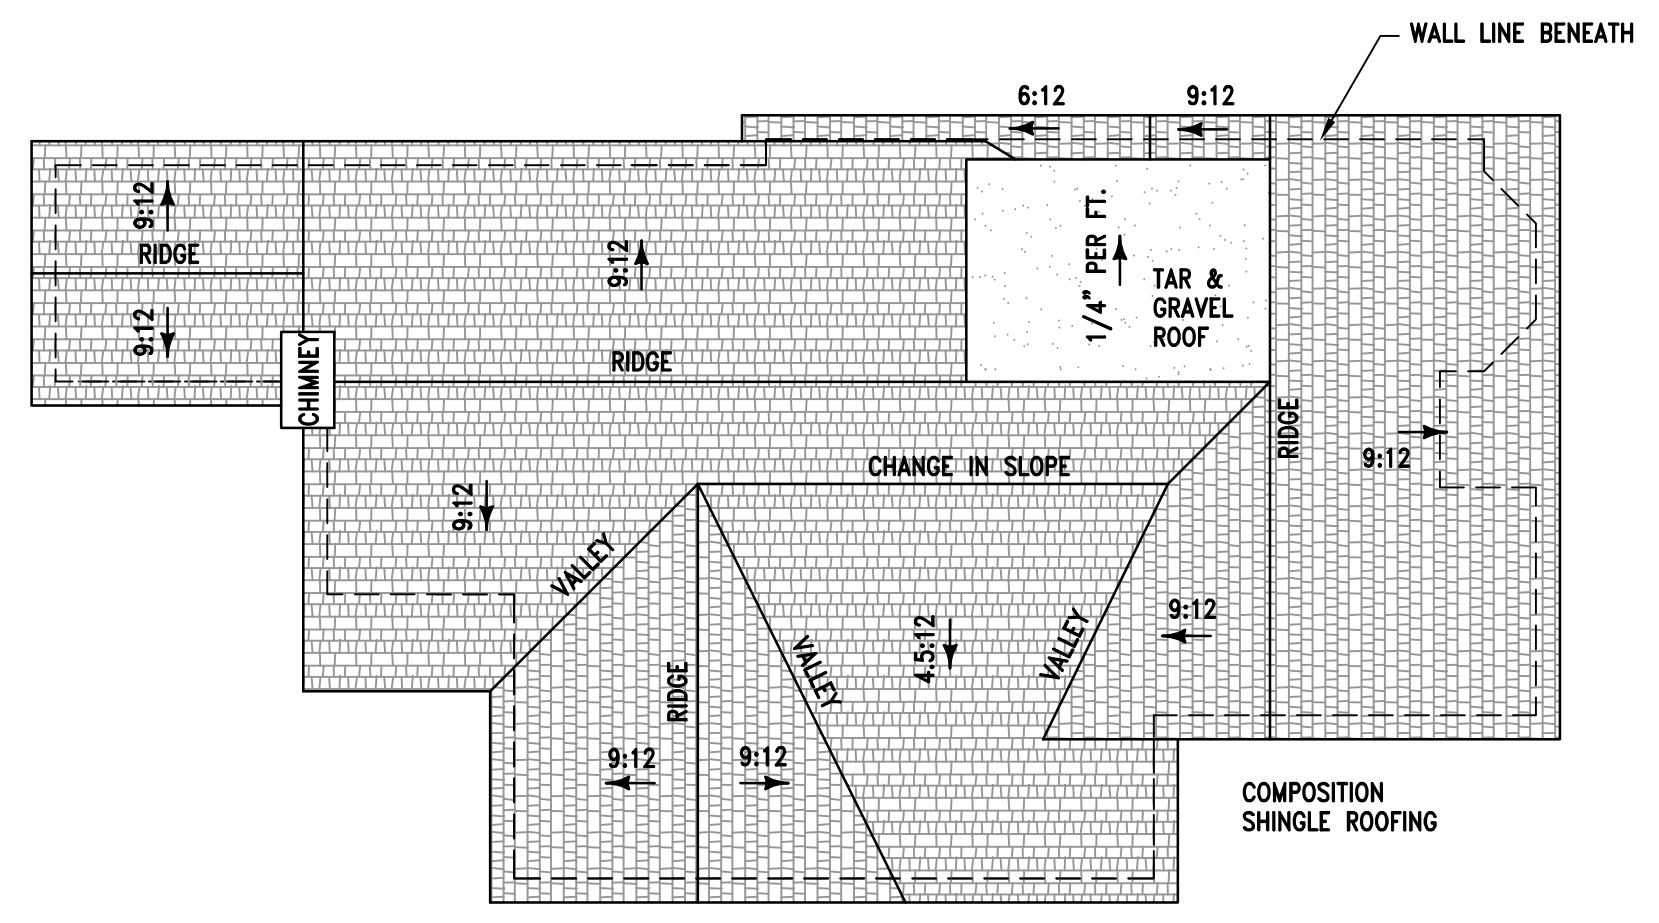 WALL LINE BENEATH
6:12
9:12
9:12
RIDGE
9:12
CHIMNEY
9:12
RIDGE
1/4" PER FT.
TAR &
GRAVEL
ROOF
RIDGE
9:12
CHANGE IN SLOPE
9:12
VALLEY
RIDGE
VALLEY
4.5:12
VALLEY
9:12
9:12
9:12
COMPOSITION
SHINGLE ROOFING